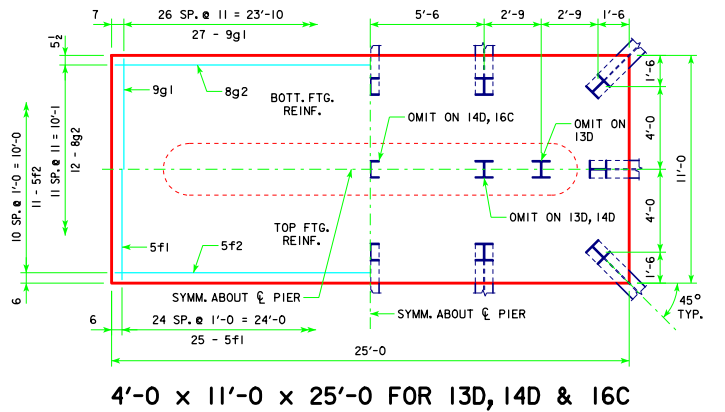 7
26 SP. @ 11 = 23'-10
27 - 9g1
5'-6
2'-9
2'-9
1'-6
5 1/2
9g1
8g2
BOTT. FTG.
REINF.
OMIT ON 14D, 16C
OMIT ON
13D
1'-6
4'-0
11'-0
4'-0
1'-6
10 SP. @ 1'-0 = 10'-0
11 - 5f2
11 SP. @ 11 = 10'-1
12 - 8g2
6
OMIT ON 13D, 14D
TOP FTG.
REINF.
5f1
5f2
SYMM. ABOUT ℄ PIER
SYMM. ABOUT ℄ PIER
45°
TYP.
6
24 SP. @ 1'-0 = 24'-0
25 - 5f1
25'-0
4'-0 x 11'-0 x 25'-0 FOR 13D, 14D & 16C